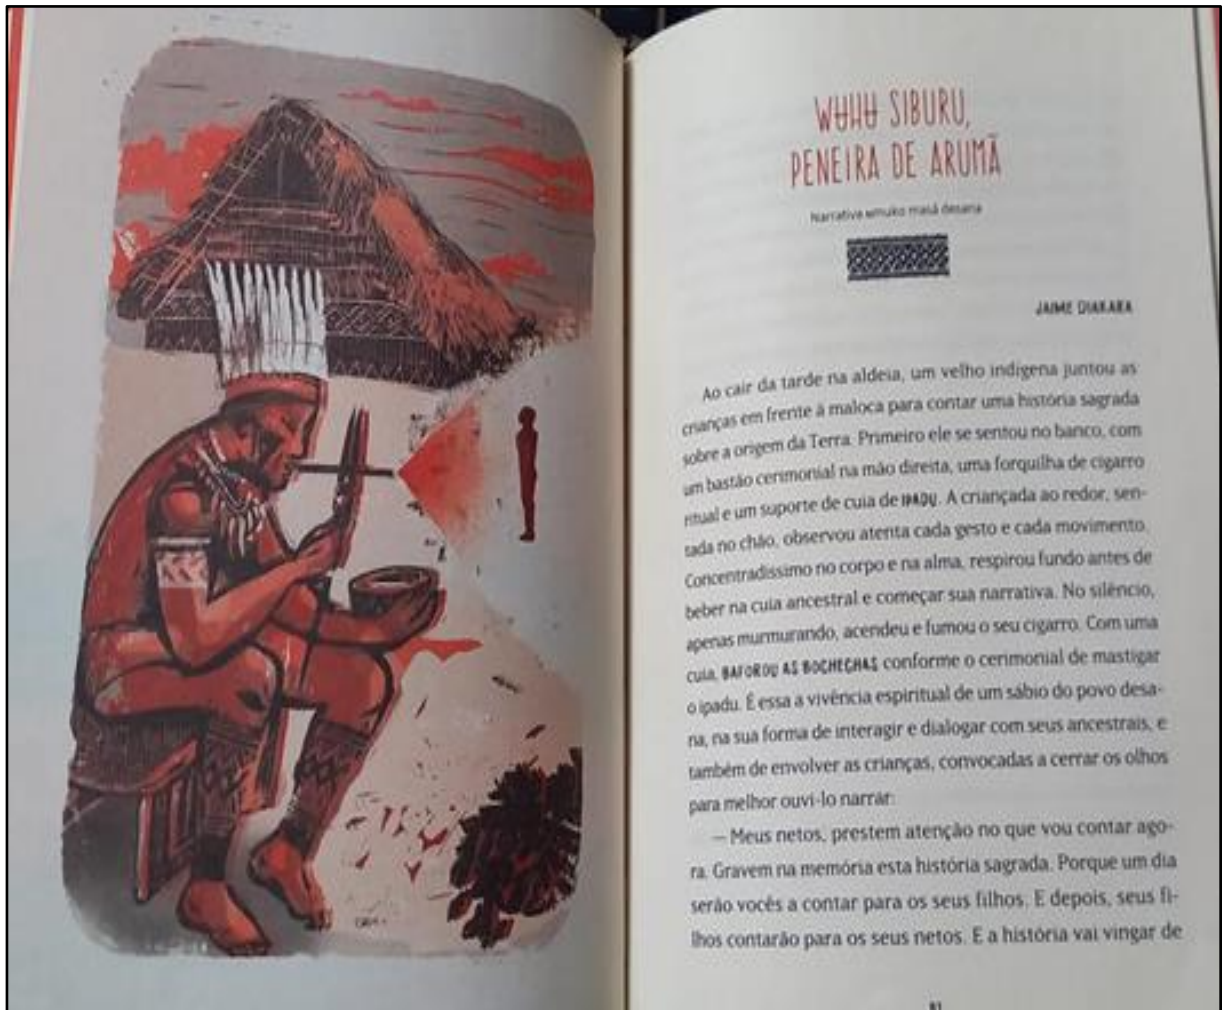 WɄHɄ SIBURU,
PENEIRA DE ARUMÃ
Narrativa ʉmʉko masá desana
JAIME DIAKARA
Ao cair da tarde na aldeia, um velho indígena juntou as
crianças em frente à maloca para contar uma história sagrada
sobre a origem da Terra. Primeiro ele se sentou no banco, com
um bastão cerimonial na mão direita, uma forquilha de cigarro
ritual e um suporte de cuia de IPADU. A criançada ao redor, sen-
tada no chão, observou atenta cada gesto e cada movimento.
Concentradíssimo no corpo e na alma, respirou fundo antes de
beber na cuia ancestral e começar sua narrativa. No silêncio,
apenas murmurando, acendeu e fumou o seu cigarro. Com uma
cuia, BAFOROU AS BOCHECHAS conforme o cerimonial de mastigar
o ipadu. É essa a vivência espiritual de um sábio do povo desa-
na, na sua forma de interagir e dialogar com seus ancestrais, e
também de envolver as crianças, convocadas a cerrar os olhos
para melhor ouvi-lo narrar:
— Meus netos, prestem atenção no que vou contar ago-
ra. Gravem na memória esta história sagrada. Porque um dia
serão vocês a contar para os seus filhos. E depois, seus fi-
lhos contarão para os seus netos. E a história vai vingar de